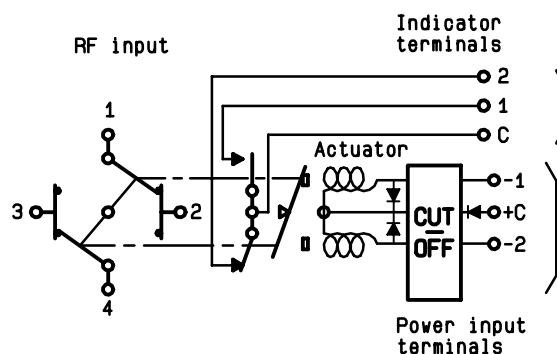 Indicator
terminals
RF input
2
1
C
1
Actuator
3
2
-1
CUT
+C
OFF
-2
4
Power input
terminals